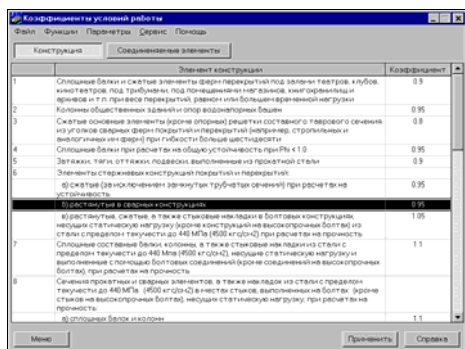 Коэффициенты условий работы
Файл Функции Параметры Сервис Помощь
Конструкция Соединяемые элементы
Элемент конструкции Коэффициент
1 Сплошные балки и сжатые элементы ферм перекрытий под залами театров, клубов, 0.9
кинотеатров, под трибунами, под помещениями магазинов, книгохранилищ и
архивов и т.п. при весе перекрытий, равном или большем временной нагрузки
2 Колонны общественных зданий и опор водонапорных башен 0.95
3 Сжатые основные элементы (кроме опорных) решетки составного таврового сечения 0.8
из уголков сварных ферм покрытий и перекрытий (например, стропильных и
аналогичных им ферм) при гибкости больше шестидесяти
4 Сплошные балки при расчетах на общую устойчивость при Phi < 1.0 0.95
5 Затяжки, тяги, оттяжки, подвески, выполненные из прокатной стали 0.9
6 Элементы стержневых конструкций покрытий и перекрытий:
а) сжатые (за исключением замкнутых трубчатых сечений) при расчетах на 0.95
устойчивость
б) растянутые в сварных конструкциях 0.95
в) растянутые, сжатые, а также стыковые накладки в болтовых конструкциях, 1.05
несущих статическую нагрузку (кроме конструкций на высокопрочных болтах) из
стали с пределом текучести до 440 МПа (4500 кгс/см2) при расчетах на прочность
7 Сплошные составные балки, колонны, а также стыковые накладки из стали с 1.1
пределом текучести до 440 Мпа (4500 кгс/см2), несущие статическую нагрузку и
выполненные с помощью болтовых соединений (кроме соединений на высокопрочных
болтах), при расчетах на прочность
8 Сечения прокатных и сварных элементов, а также накладок из стали с пределом
текучести до 440 МПа (4500 кгс/см2) в местах стыков, выполненных на болтах (кроме
стыков на высокопрочных болтах), несущих статическую нагрузку, при расчетах на
прочность:
а) сплошных балок и колонн 1.1
Меню Применить Справка